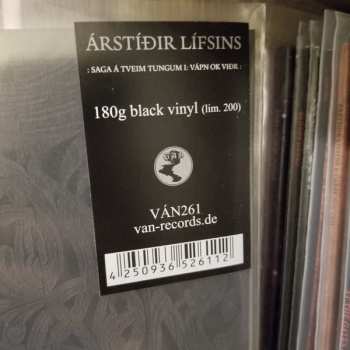 ÁRSTÍÐIR LÍFSINS
: SAGA Á TVEIM TUNGUM I: VÁPN OK VIÐR :
180g black vinyl (lim. 200)
VÁN261
van-records.de
4 250936 526112